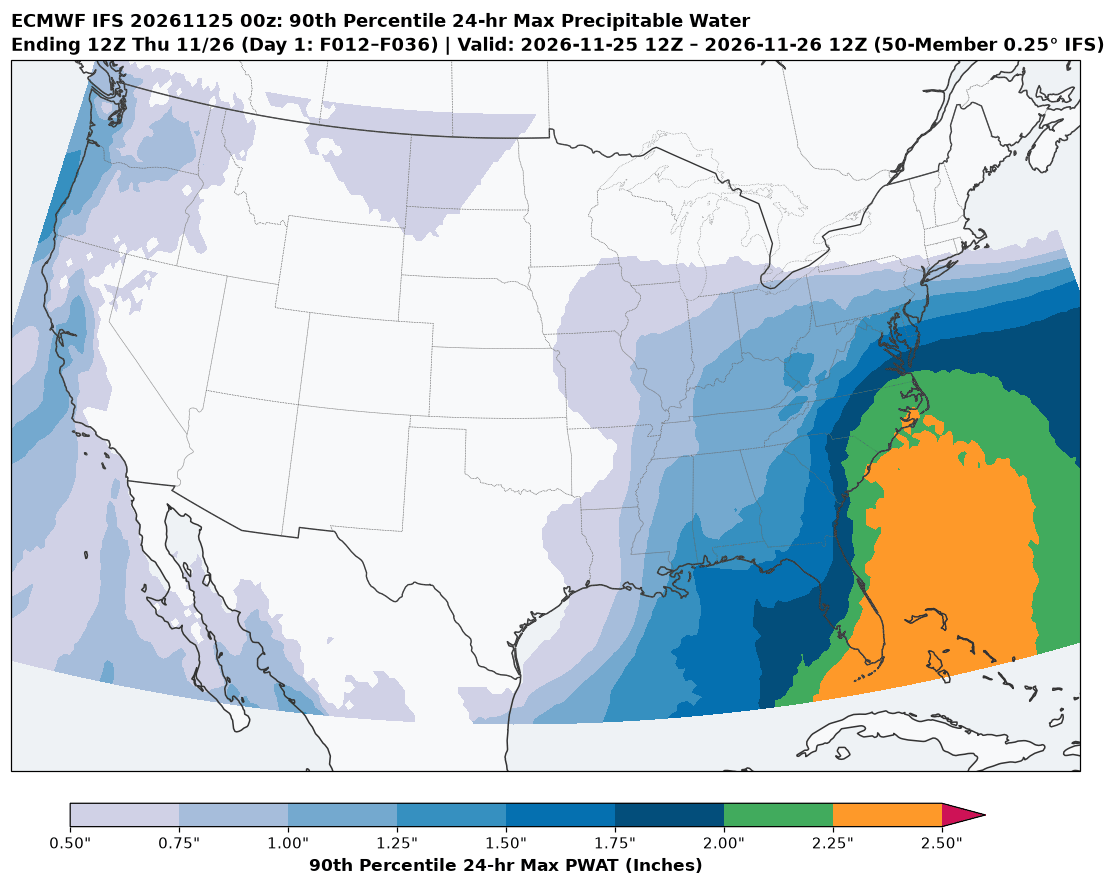 ECMWF IFS 20261125 00z: 90th Percentile 24-hr Max Precipitable Water
Ending 12Z Thu 11/26 (Day 1: F012–F036) | Valid: 2026-11-25 12Z – 2026-11-26 12Z (50-Member 0.25° IFS)
0.50" 0.75" 1.00" 1.25" 1.50" 1.75" 2.00" 2.25" 2.50"
90th Percentile 24-hr Max PWAT (Inches)